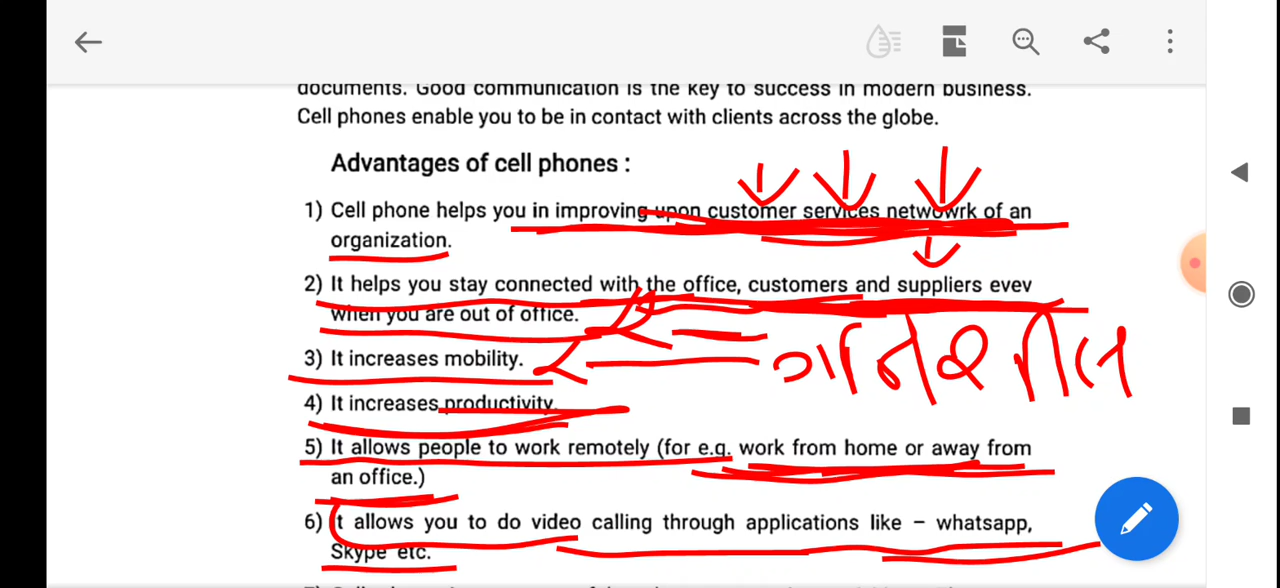 documents. Good communication is the key to success in modern business.
Cell phones enable you to be in contact with clients across the globe.
Advantages of cell phones :
1) Cell phone helps you in improving upon customer services netwowrk of an
organization.
2) It helps you stay connected with the office, customers and suppliers evev
when you are out of office.
3) It increases mobility.
4) It increases productivity.
5) It allows people to work remotely (for e.g. work from home or away from
an office.)
6) It allows you to do video calling through applications like – whatsapp,
Skype etc.